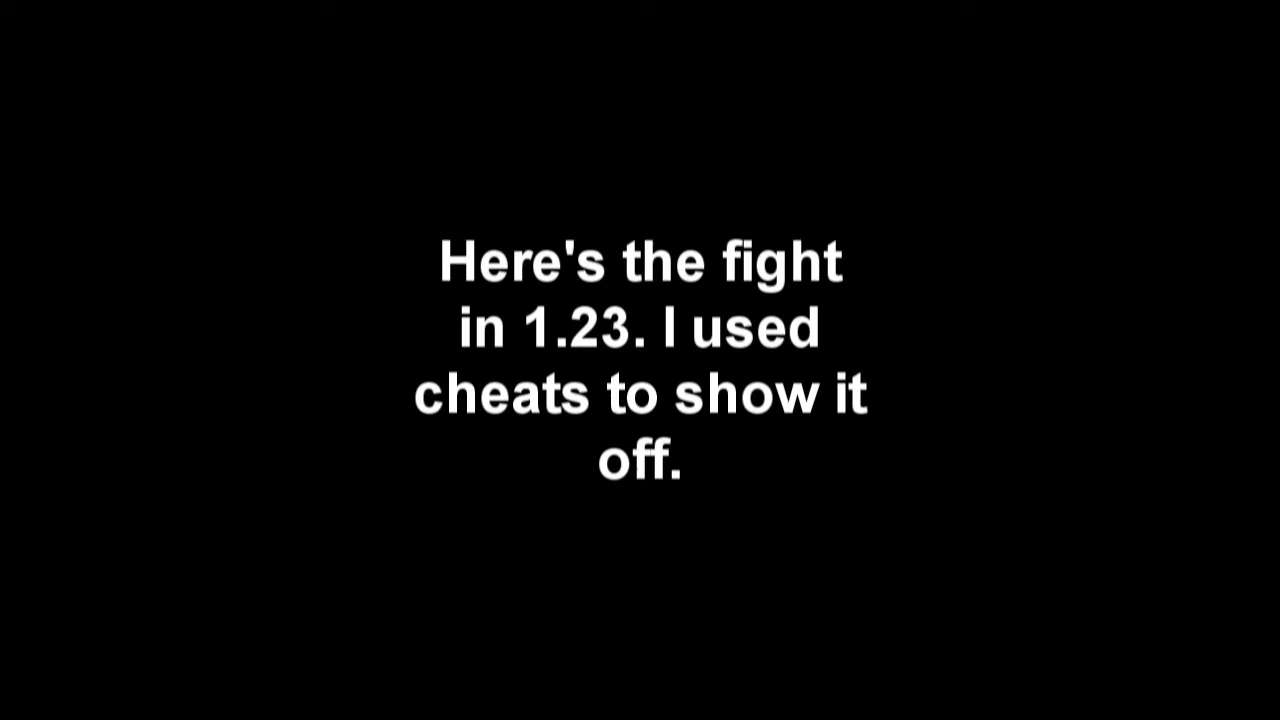 Here's the fight
in 1.23. I used
cheats to show it
off.